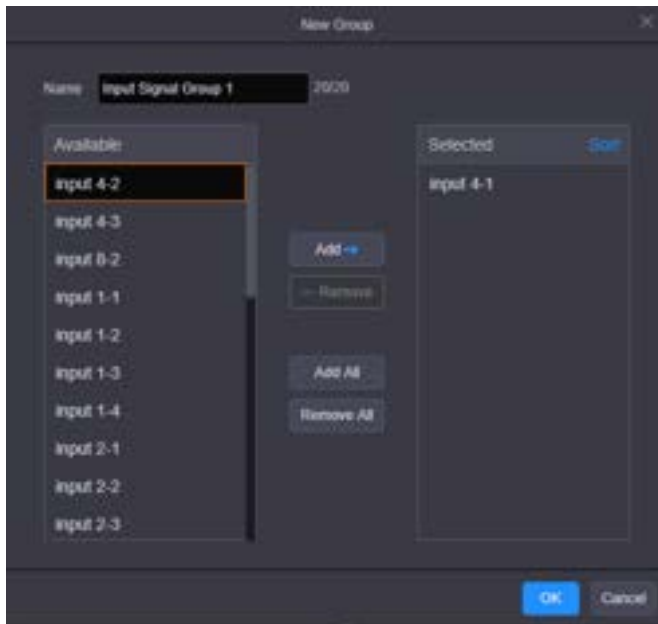 New Group
Name Input Signal Group 1 20/20
Available
input 4-2
input 4-3
input 8-2
input 1-1
input 1-2
input 1-3
input 1-4
input 2-1
input 2-2
input 2-3
Add
Remove
Add All
Remove All
Selected Sort
input 4-1
OK Cancel